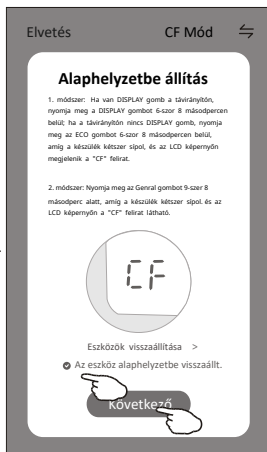 Elvetés CF Mód
Alaphelyzetbe állítás
1. módszer: Ha van DISPLAY gomb a távirányítón,
nyomja meg a DISPLAY gombot 6-szor 8 másodpercen
belül; ha a távirányítón nincs DISPLAY gomb, nyomja
meg az ECO gombot 6-szor 8 másodpercen belül,
amíg a készülék kétszer sípol, és az LCD képernyőn
megjelenik a "CF" felirat.
2. módszer: Nyomja meg az Genral gombot 9-szer 8
másodperc alatt, amíg a készülék kétszer sípol. és az
LCD képernyőn a "CF" felirat látható.
CF
Eszközök visszaállítása >
Az eszköz alaphelyzetbe visszaállt.
Következő